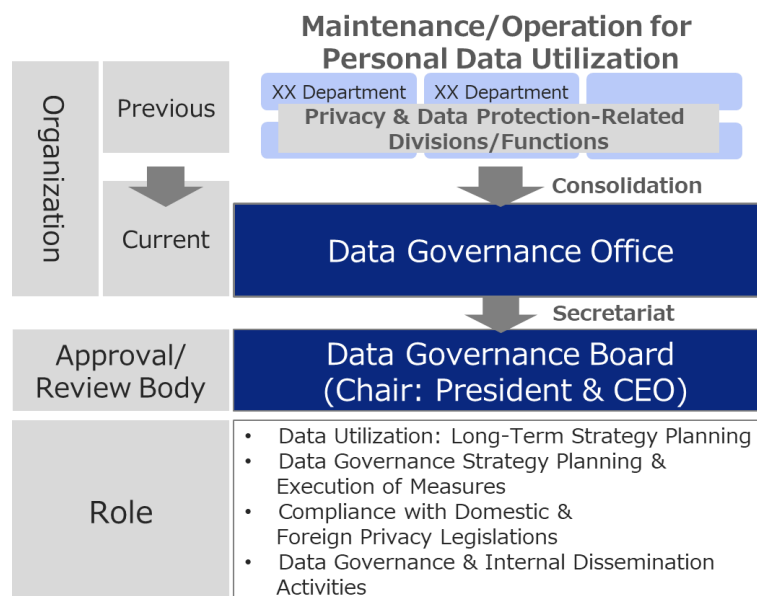 Maintenance/Operation for
Personal Data Utilization
Organization
Previous
XX Department
XX Department
Privacy & Data Protection-Related
Divisions/Functions
Consolidation
Current
Data Governance Office
Secretariat
Approval/
Review Body
Data Governance Board
(Chair: President & CEO)
Role
• Data Utilization: Long-Term Strategy Planning
• Data Governance Strategy Planning &
Execution of Measures
• Compliance with Domestic &
Foreign Privacy Legislations
• Data Governance & Internal Dissemination
Activities